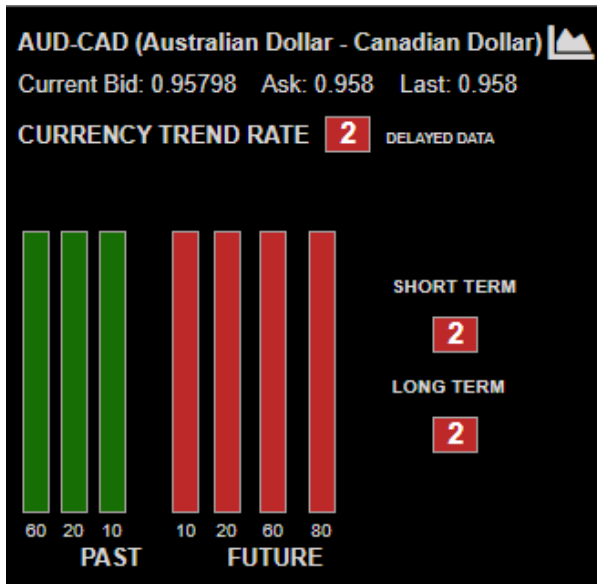 AUD-CAD (Australian Dollar - Canadian Dollar)
Current Bid: 0.95798 Ask: 0.958 Last: 0.958
CURRENCY TREND RATE 2 DELAYED DATA
SHORT TERM
2
LONG TERM
2
60 20 10 10 20 60 80
PAST FUTURE